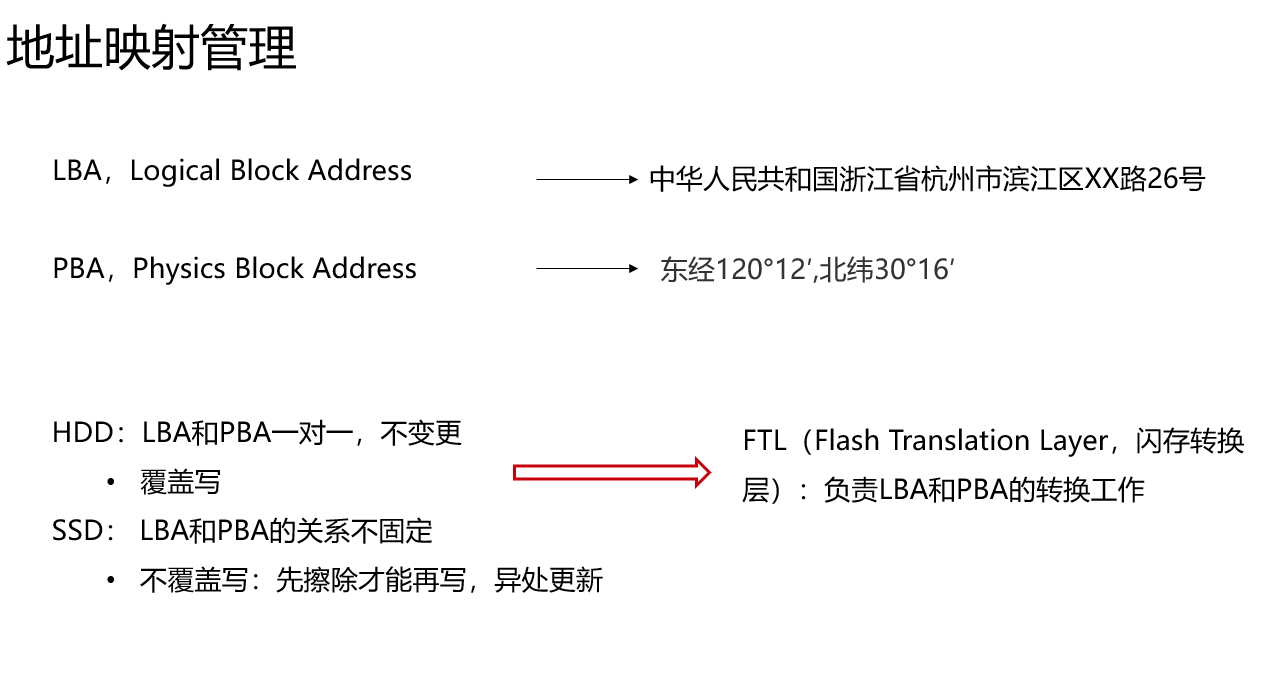 地址映射管理
LBA，Logical Block Address
中华人民共和国浙江省杭州市滨江区XX路26号
PBA，Physics Block Address
东经120°12′,北纬30°16′
HDD：LBA和PBA一对一，不变更
• 覆盖写
SSD： LBA和PBA的关系不固定
• 不覆盖写：先擦除才能再写，异处更新
FTL（Flash Translation Layer，闪存转换
层）：负责LBA和PBA的转换工作